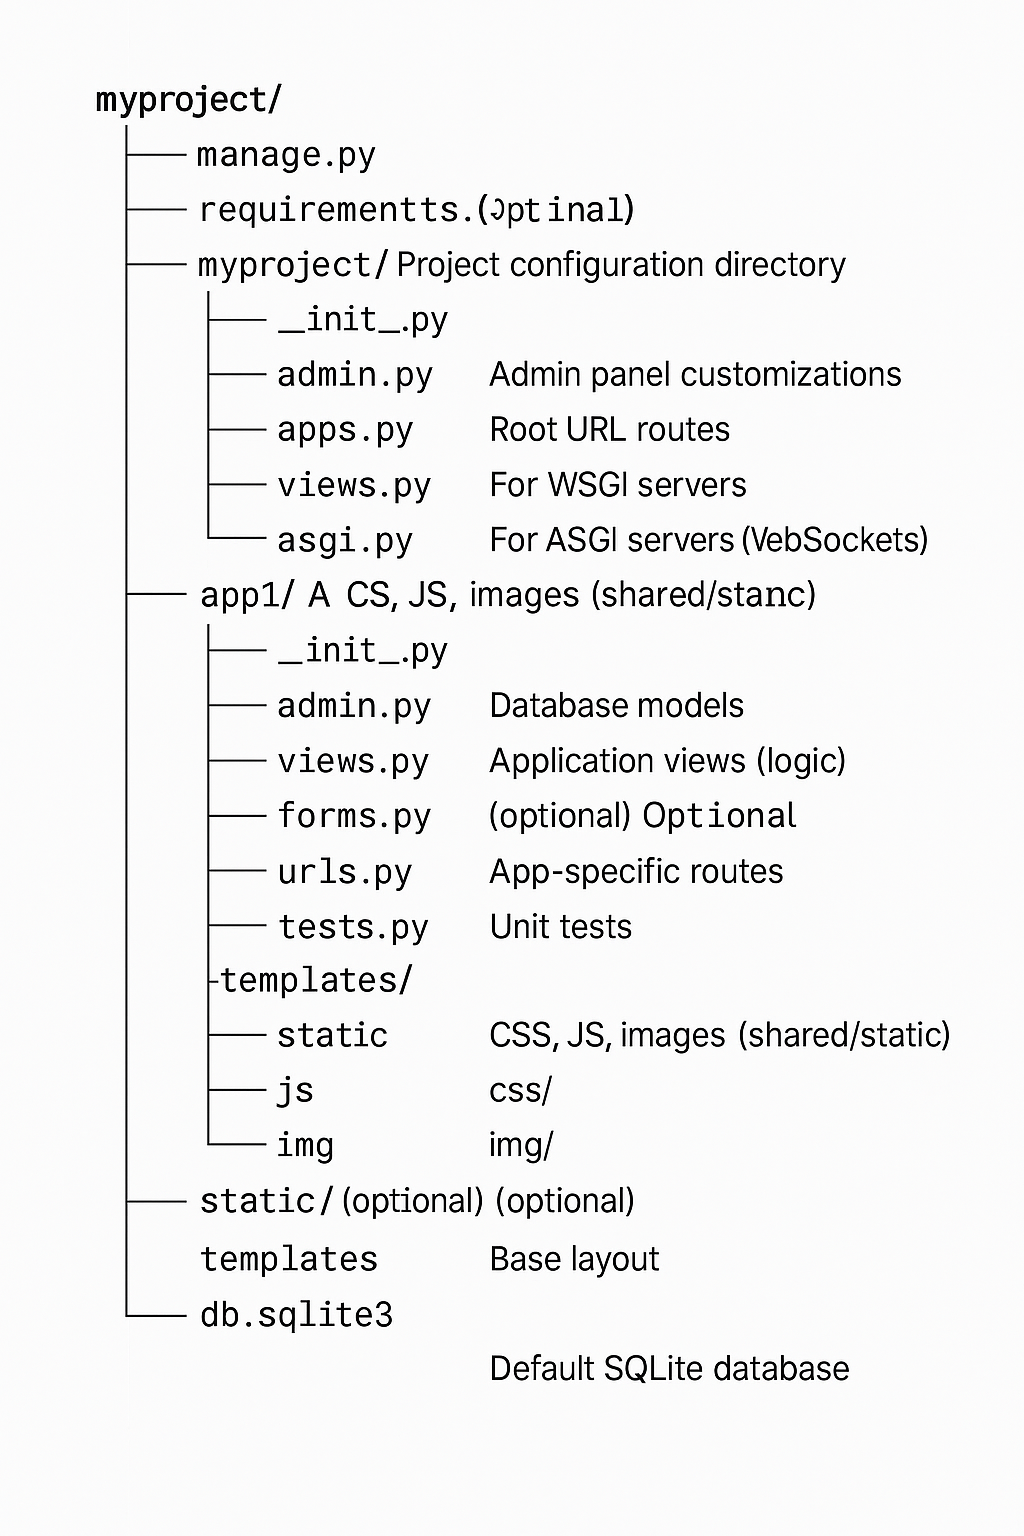 myproject/
manage.py
requirementts.(Optinal)
myproject/ Project configuration directory
__init_.py
admin.py Admin panel customizations
apps.py Root URL routes
views.py For WSGI servers
asgi.py For ASGI servers (VebSockets)
app1/ A CS, JS, images (shared/stanc)
__init_.py
admin.py Database models
views.py Application views (logic)
forms.py (optional) Optional
urls.py App-specific routes
tests.py Unit tests
templates/
static CSS, JS, images (shared/static)
js css/
img img/
static/ (optional) (optional)
templates Base layout
db.sqlite3
Default SQLite database